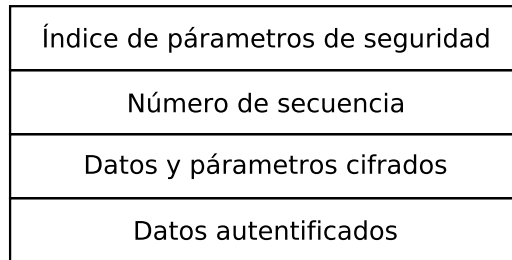 Índice de párametros de seguridad
Número de secuencia
Datos y párametros cifrados
Datos autentificados